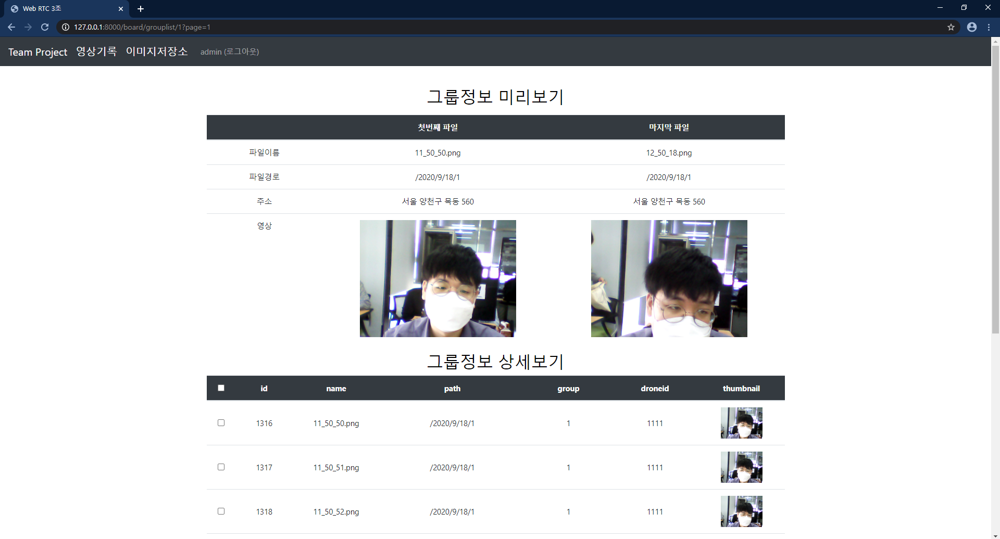 Web RTC 3조
127.0.0.1:8000/board/grouplist/1?page=1
Team Project 영상기록 이미지저장소 admin (로그아웃)
그룹정보 미리보기
첫번째 파일 마지막 파일
파일이름 11_50_50.png 12_50_18.png
파일경로 /2020/9/18/1 /2020/9/18/1
주소 서울 양천구 목동 560 서울 양천구 목동 560
영상
그룹정보 상세보기
id name path group droneid thumbnail
1316 11_50_50.png /2020/9/18/1 1 1111
1317 11_50_51.png /2020/9/18/1 1 1111
1318 11_50_52.png /2020/9/18/1 1 1111